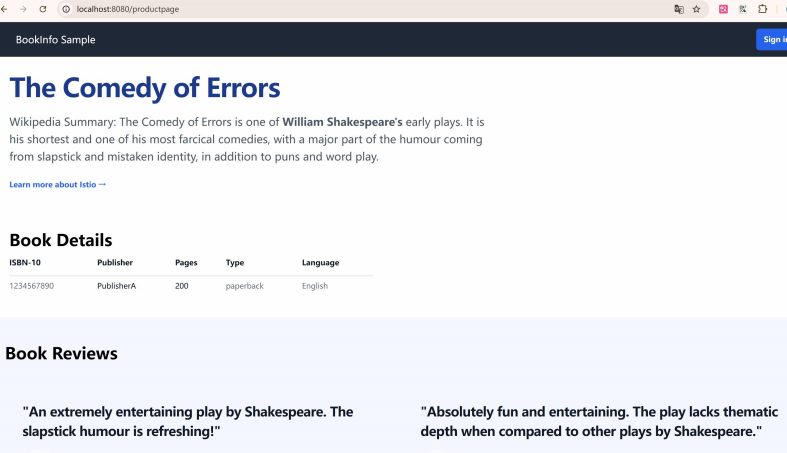 localhost:8080/productpage
BookInfo Sample
Sign in
The Comedy of Errors
Wikipedia Summary: The Comedy of Errors is one of William Shakespeare's early plays. It is
his shortest and one of his most farcical comedies, with a major part of the humour coming
from slapstick and mistaken identity, in addition to puns and word play.
Learn more about Istio →
Book Details
ISBN-10 Publisher Pages Type Language
1234567890 PublisherA 200 paperback English
Book Reviews
"An extremely entertaining play by Shakespeare. The
slapstick humour is refreshing!"
"Absolutely fun and entertaining. The play lacks thematic
depth when compared to other plays by Shakespeare."